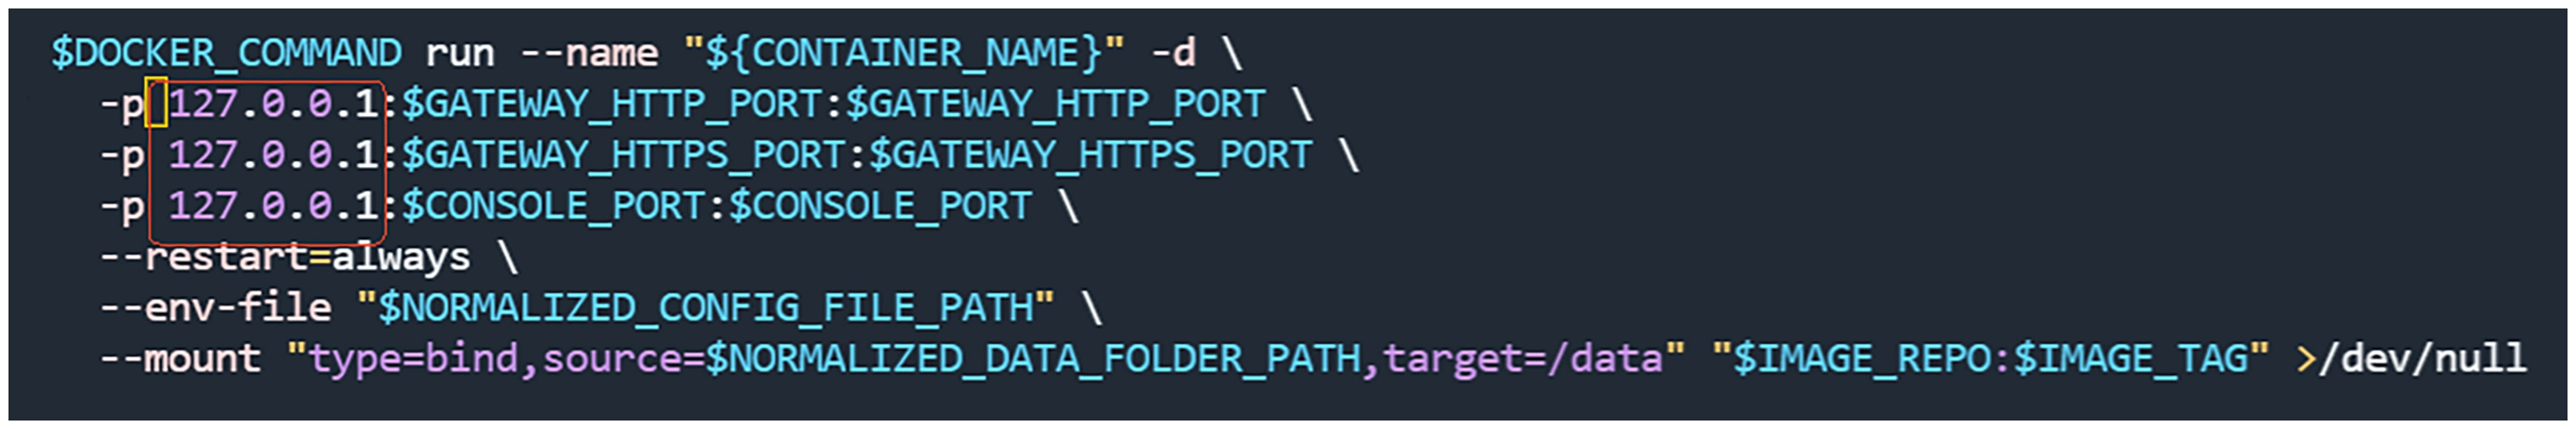 $DOCKER_COMMAND run --name "${CONTAINER_NAME}" -d \
-p 127.0.0.1:$GATEWAY_HTTP_PORT:$GATEWAY_HTTP_PORT \
-p 127.0.0.1:$GATEWAY_HTTPS_PORT:$GATEWAY_HTTPS_PORT \
-p 127.0.0.1:$CONSOLE_PORT:$CONSOLE_PORT \
--restart=always \
--env-file "$NORMALIZED_CONFIG_FILE_PATH" \
--mount "type=bind,source=$NORMALIZED_DATA_FOLDER_PATH,target=/data" "$IMAGE_REPO:$IMAGE_TAG" >/dev/null